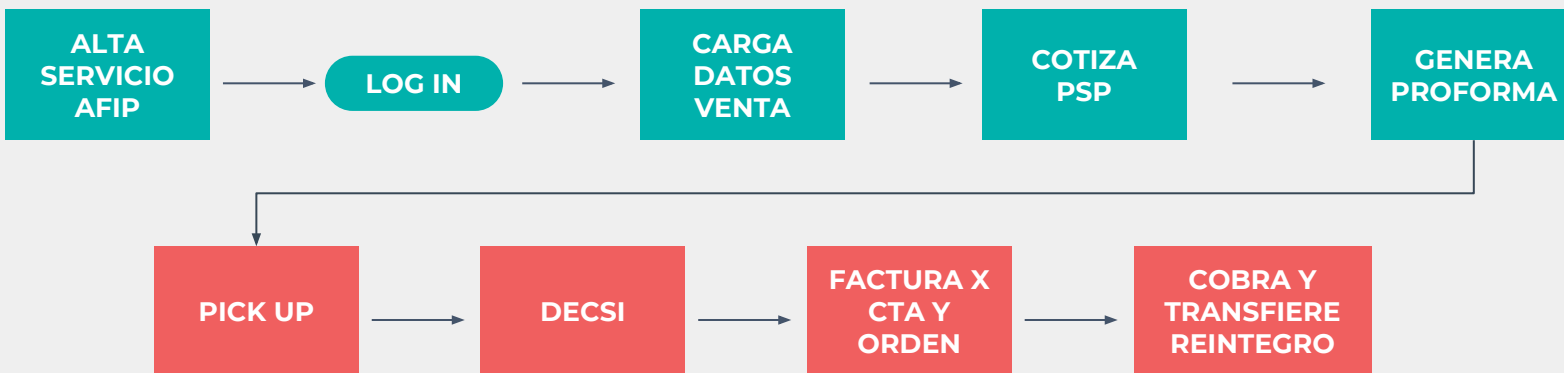 ALTA
SERVICIO
AFIP
LOG IN
CARGA
DATOS
VENTA
COTIZA
PSP
GENERA
PROFORMA
PICK UP
DECSI
FACTURA X
CTA Y
ORDEN
COBRA Y
TRANSFIERE
REINTEGRO